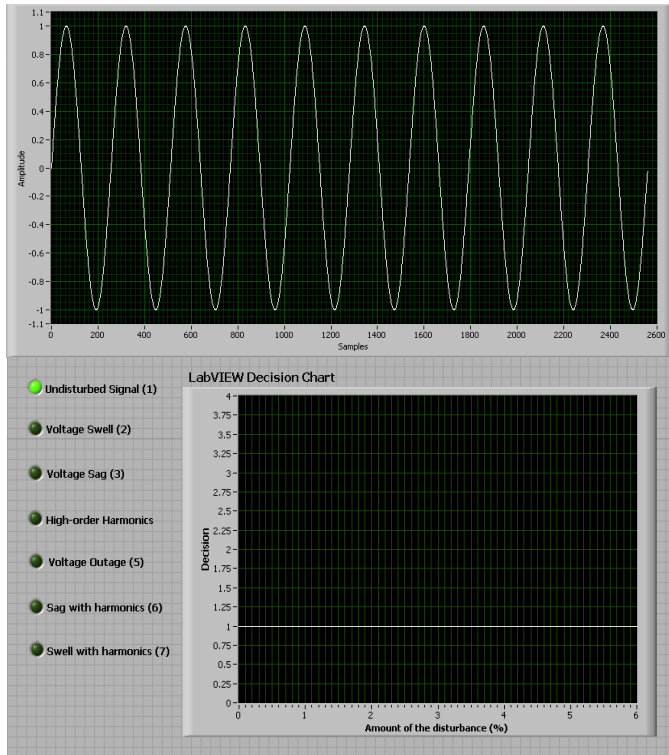 1.1
1
0.8
0.6
0.4
0.2
0
-0.2
-0.4
-0.6
-0.8
-1
-1.1
Amplitude
0 200 400 600 800 1000 1200 1400 1600 1800 2000 2200 2400 2600
Samples
Undisturbed Signal (1)
Voltage Swell (2)
Voltage Sag (3)
High-order Harmonics
Voltage Outage (5)
Sag with harmonics (6)
Swell with harmonics (7)
LabVIEW Decision Chart
4
3.75
3.5
3.25
3
2.75
2.5
2.25
2
1.75
1.5
1.25
1
0.75
0.5
0.25
0
Decision
0 1 2 3 4 5 6
Amount of the disturbance (%)